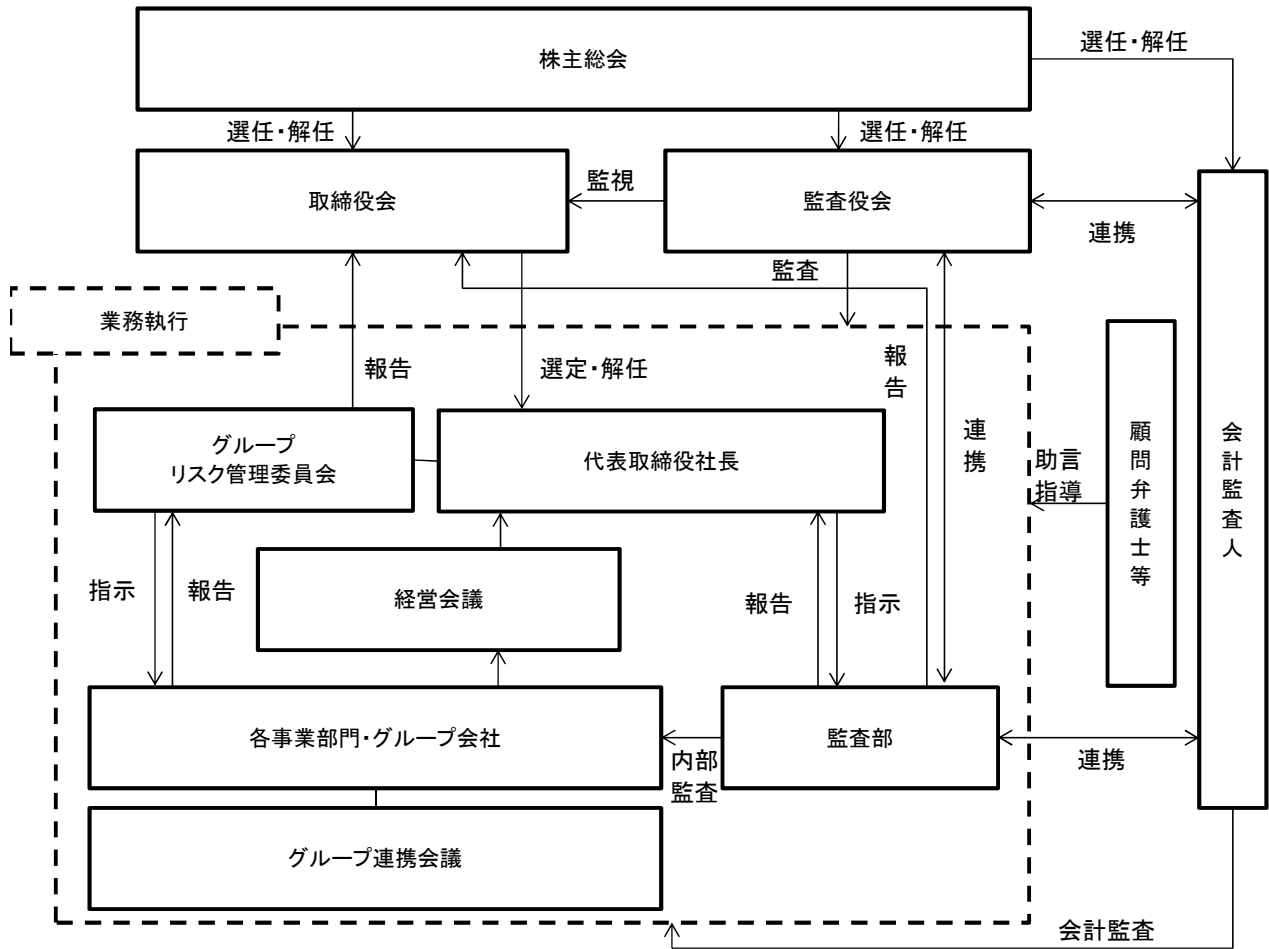 株主総会
選任・解任
選任・解任
選任・解任
取締役会
監視
監査役会
連携
監査
業務執行
報告
選定・解任
報告
連携
グループ
リスク管理委員会
代表取締役社長
助言
指導
顧問弁護士等
会計監査人
指示
報告
経営会議
報告
指示
各事業部門・グループ会社
内部
監査
監査部
連携
グループ連携会議
会計監査